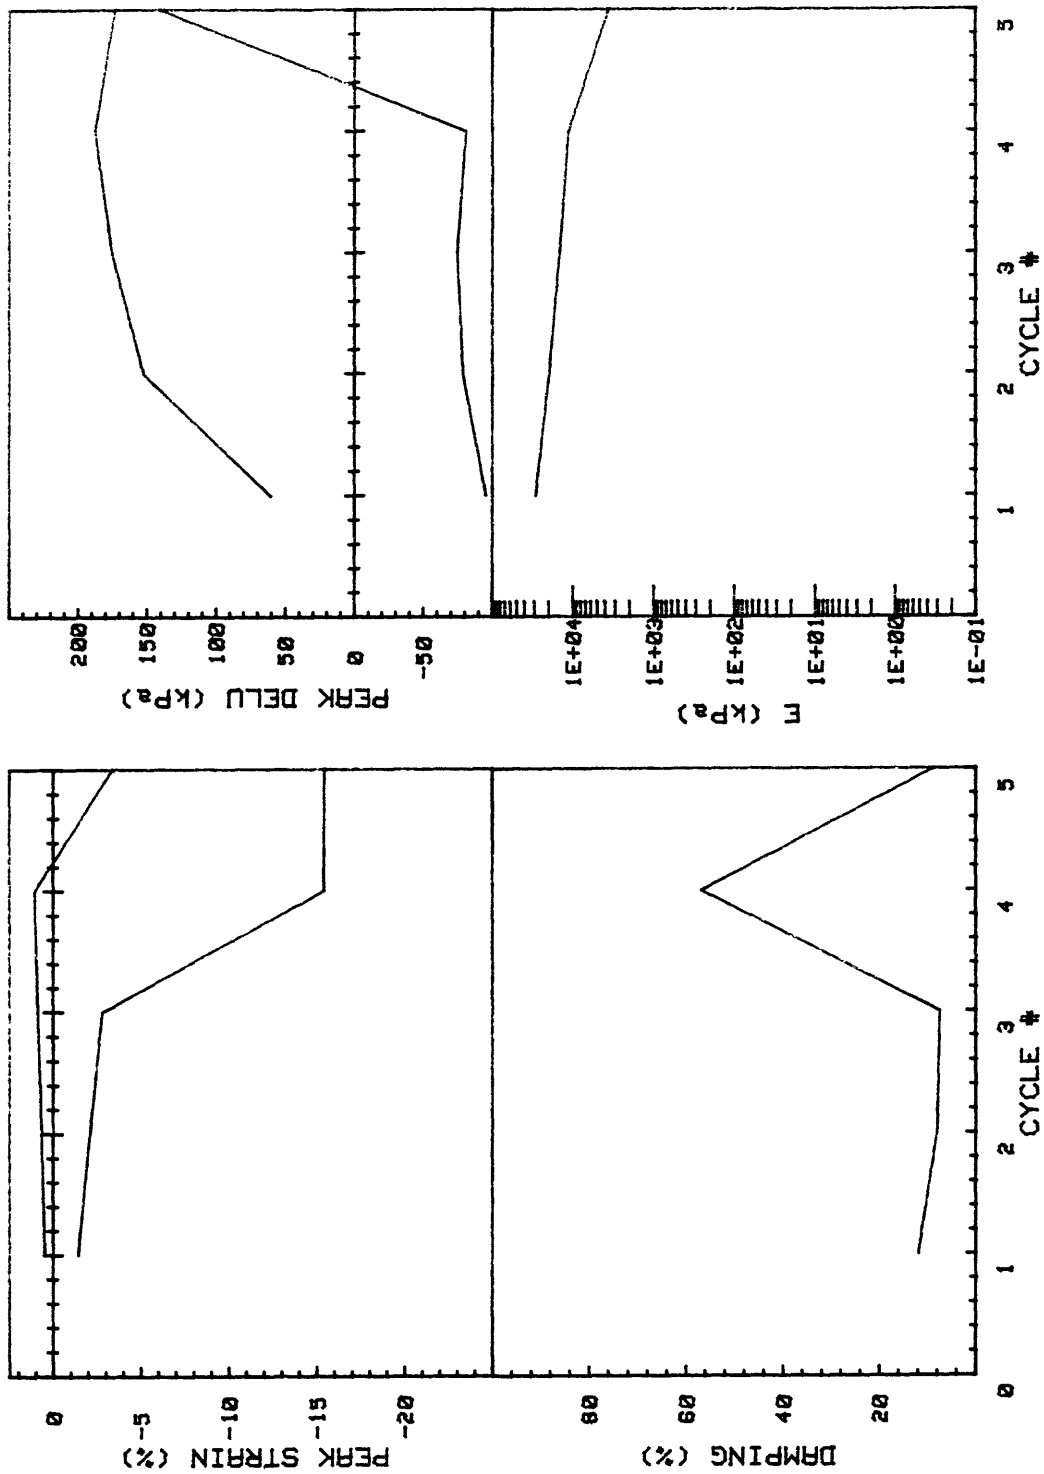 200
150
100
50
0
-50
PEAK DELU (kPa)
1E+04
1E+03
1E+02
1E+01
1E+00
1E-01
E (kPa)
1
2
3
4
5
CYCLE #
0
-5
-10
-15
-20
PEAK STRAIN (%)
80
60
40
20
DAMPING (%)
0
1
2
3
4
5
CYCLE #